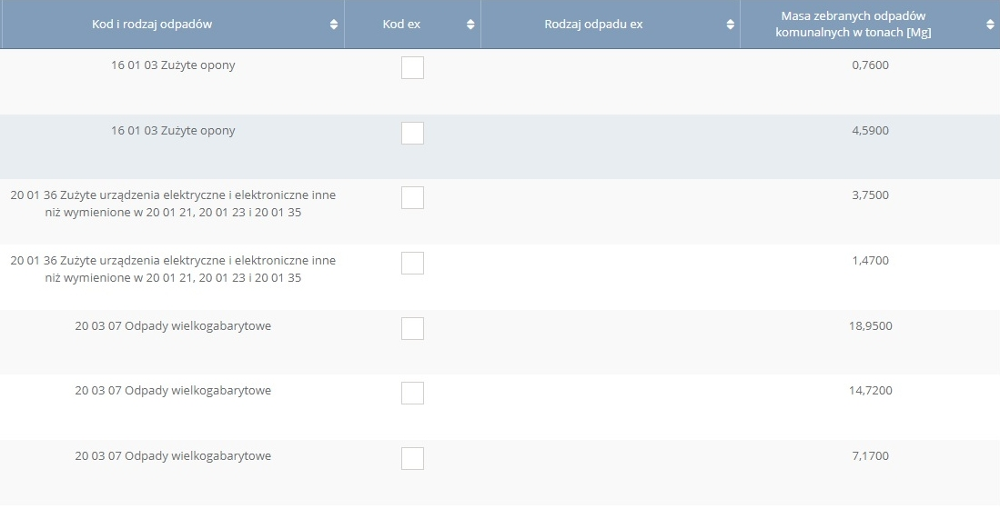 Kod i rodzaj odpadów
Kod ex
Rodzaj odpadu ex
Masa zebranych odpadów
komunalnych w tonach [Mg]
16 01 03 Zużyte opony
0,7600
16 01 03 Zużyte opony
4,5900
20 01 36 Zużyte urządzenia elektryczne i elektroniczne inne
niż wymienione w 20 01 21, 20 01 23 i 20 01 35
3,7500
20 01 36 Zużyte urządzenia elektryczne i elektroniczne inne
niż wymienione w 20 01 21, 20 01 23 i 20 01 35
1,4700
20 03 07 Odpady wielkogabarytowe
18,9500
20 03 07 Odpady wielkogabarytowe
14,7200
20 03 07 Odpady wielkogabarytowe
7,1700